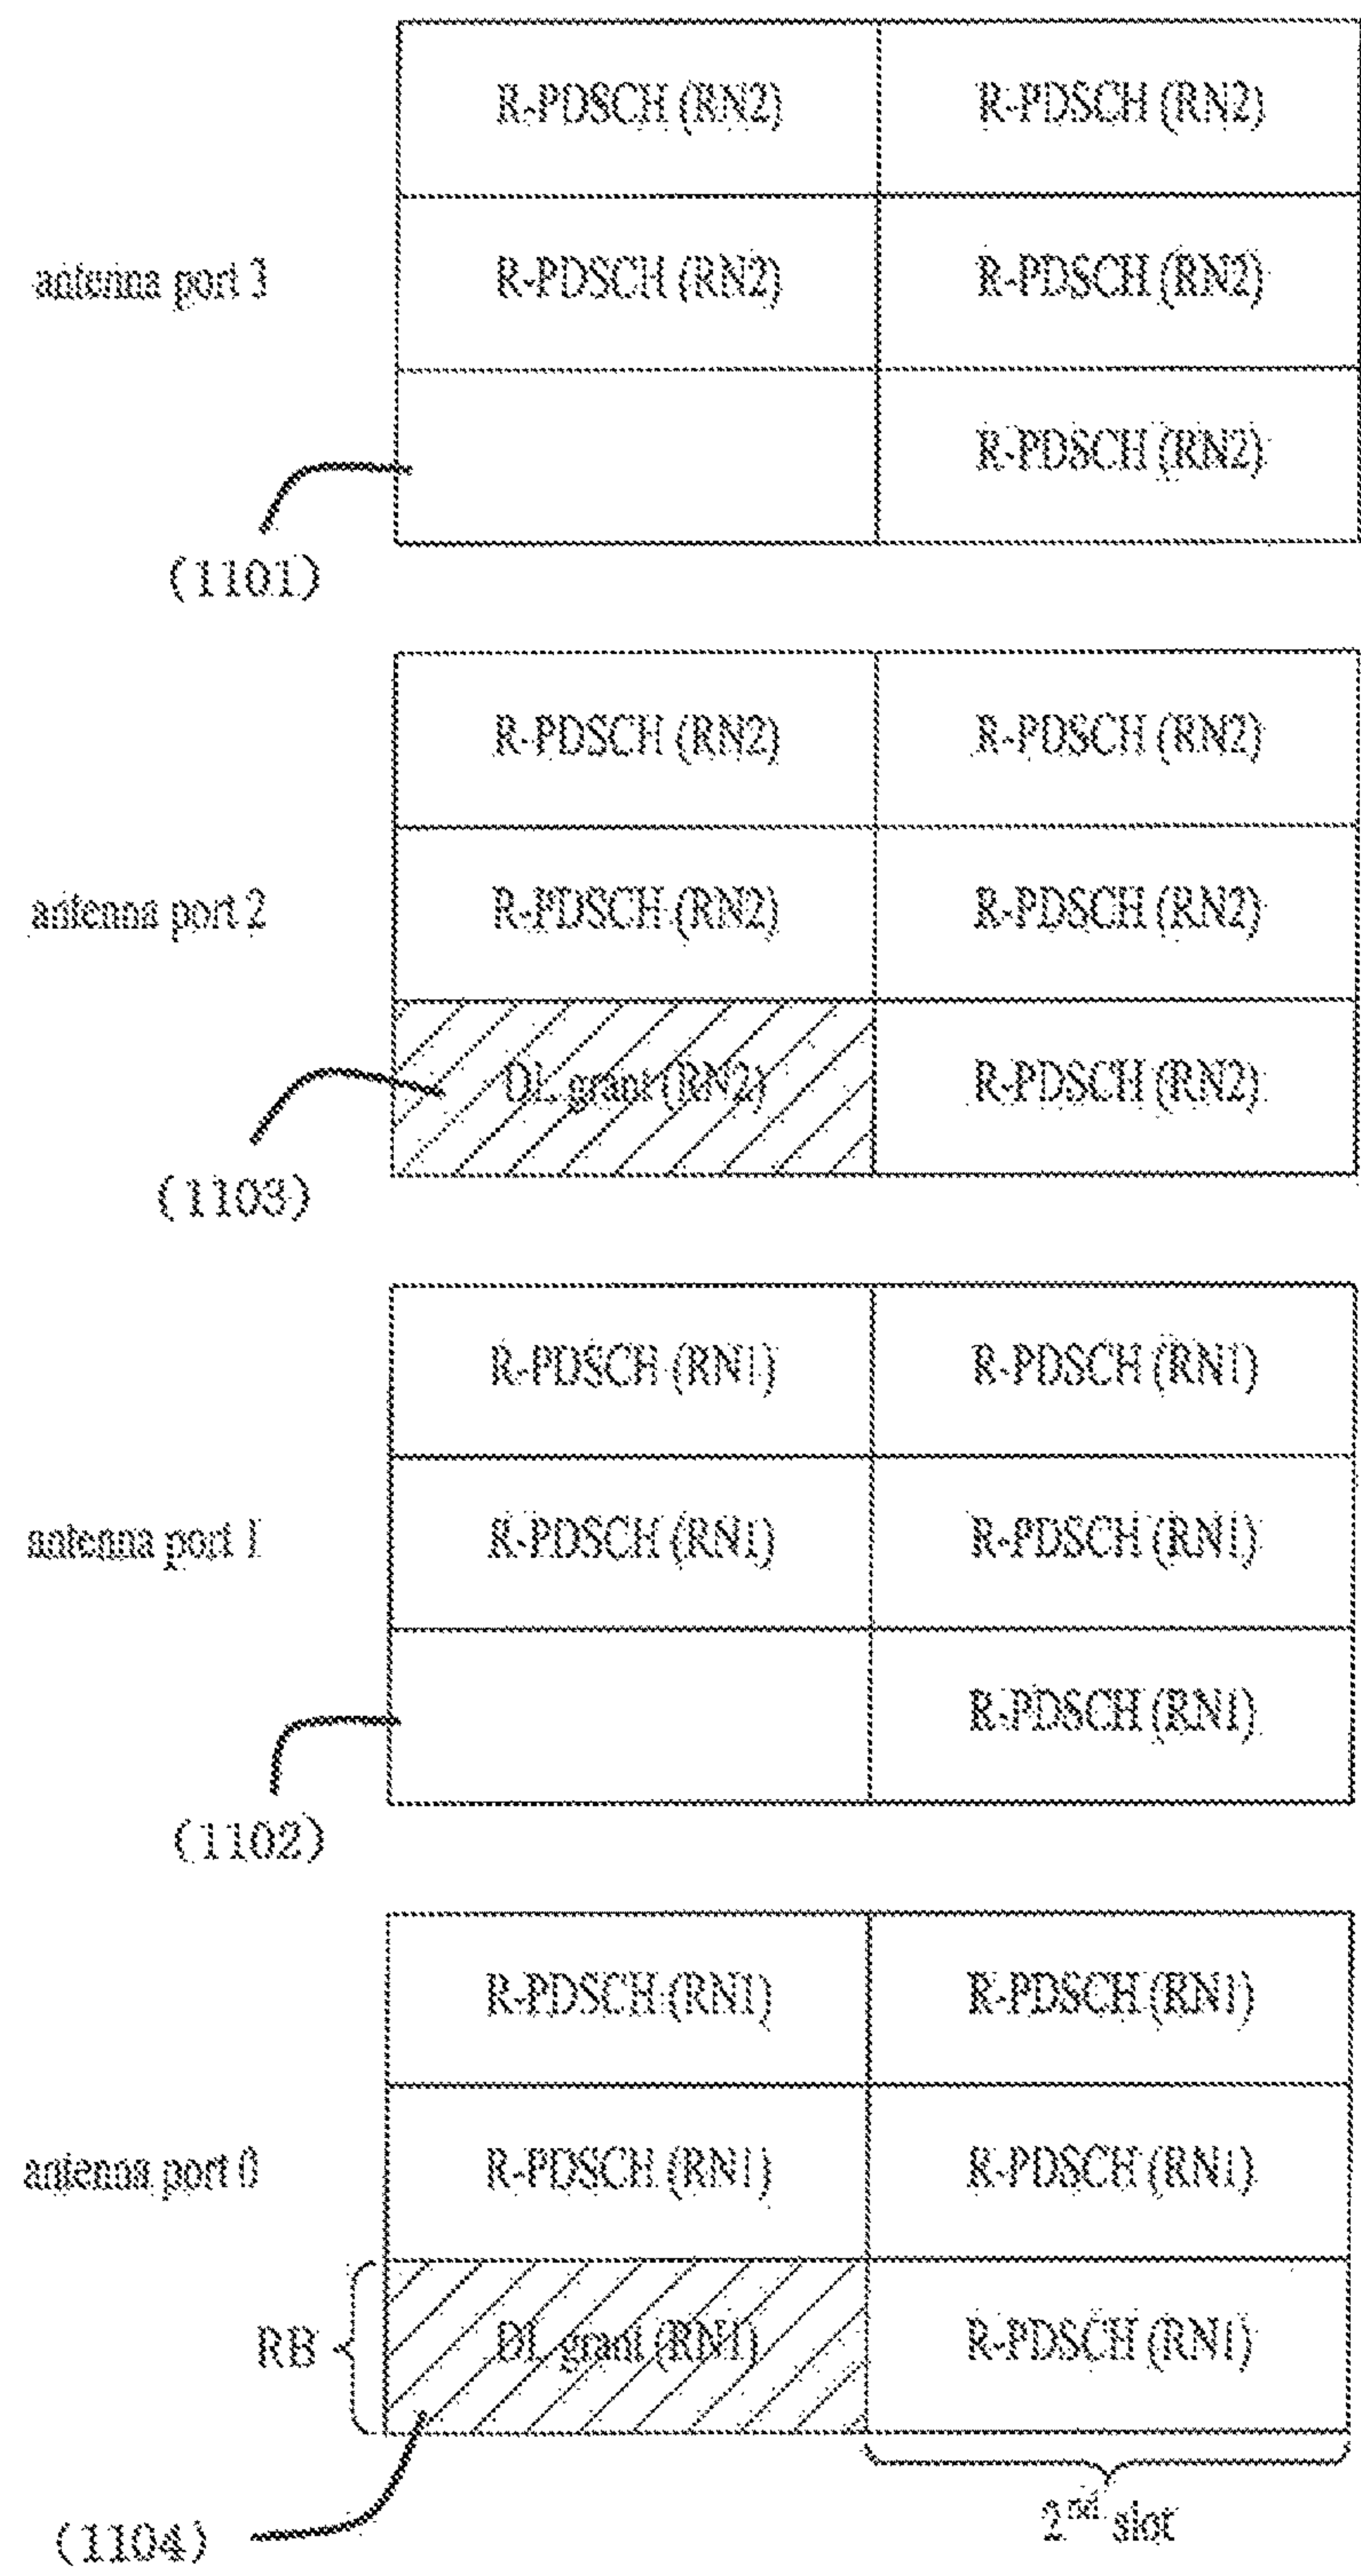 R-PDSCH (RN2) R-PDSCH (RN2)
antenna port 3 R-PDSCH (RN2) R-PDSCH (RN2)
R-PDSCH (RN2)
(1101)
R-PDSCH (RN2) R-PDSCH (RN2)
antenna port 2 R-PDSCH (RN2) R-PDSCH (RN2)
DL grant (RN2) R-PDSCH (RN2)
(1103)
R-PDSCH (RN1) R-PDSCH (RN1)
antenna port 1 R-PDSCH (RN1) R-PDSCH (RN1)
R-PDSCH (RN1)
(1102)
R-PDSCH (RN1) R-PDSCH (RN1)
antenna port 0 R-PDSCH (RN1) R-PDSCH (RN1)
RB DL grant (RN1) R-PDSCH (RN1)
2nd slot
(1104)